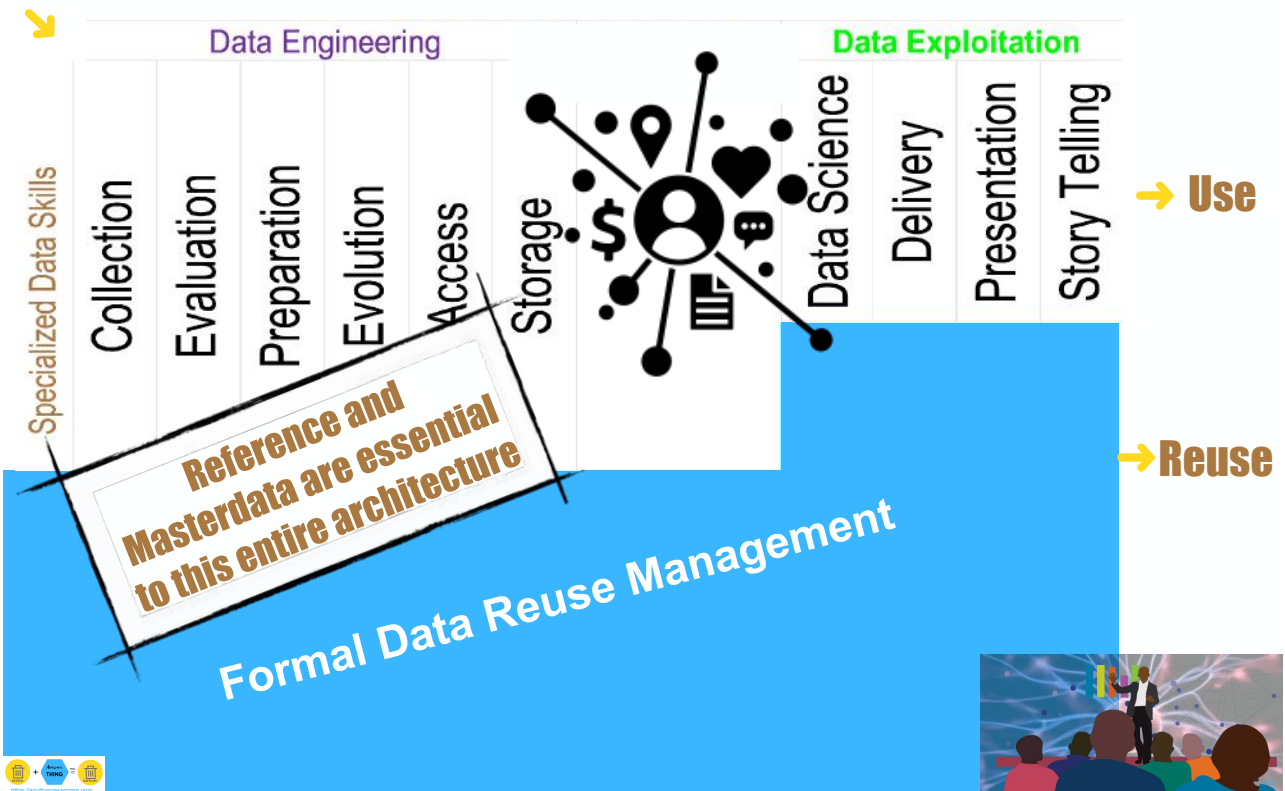 Data Engineering
Data Exploitation
Specialized Data Skills
Collection
Evaluation
Preparation
Evolution
Access
Storage
$
Data Science
Delivery
Presentation
Story Telling
Use
Reuse
Reference and
Masterdata are essential
to this entire architecture
Formal Data Reuse Management
+
THING
=